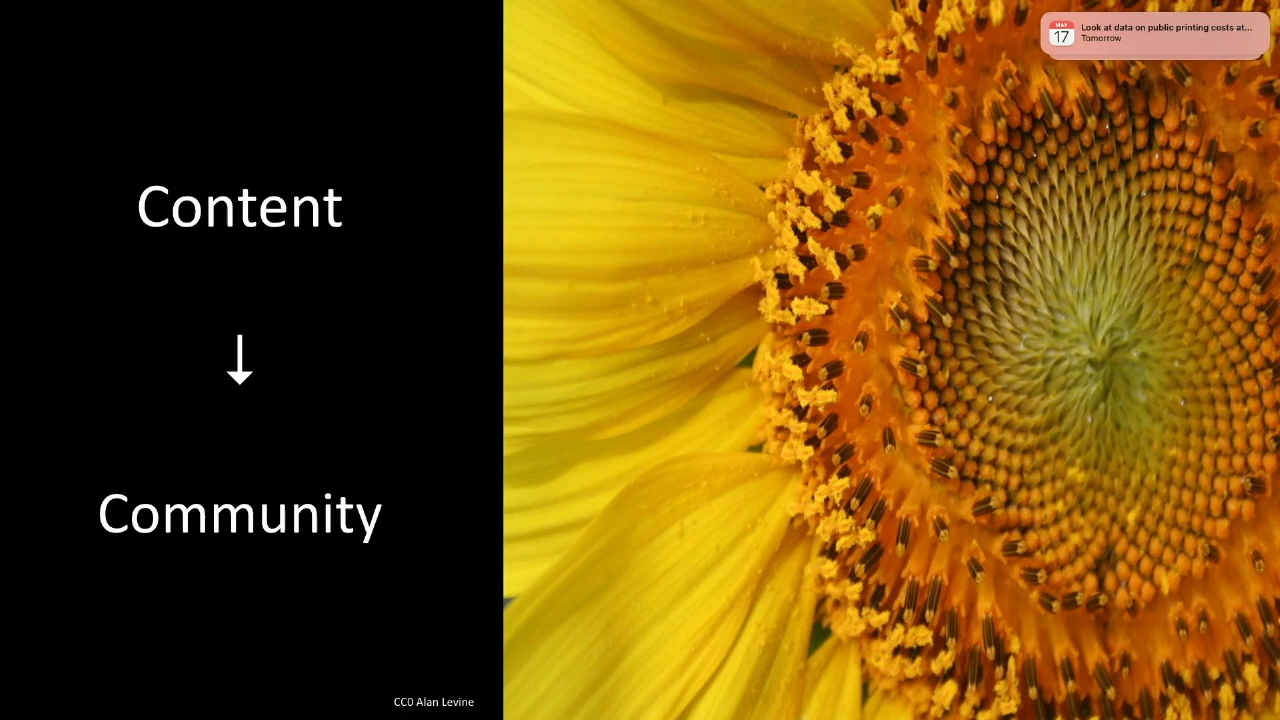 Content
↓
Community
CC0 Alan Levine
MAY
17
Look at data on public printing costs at...
Tomorrow